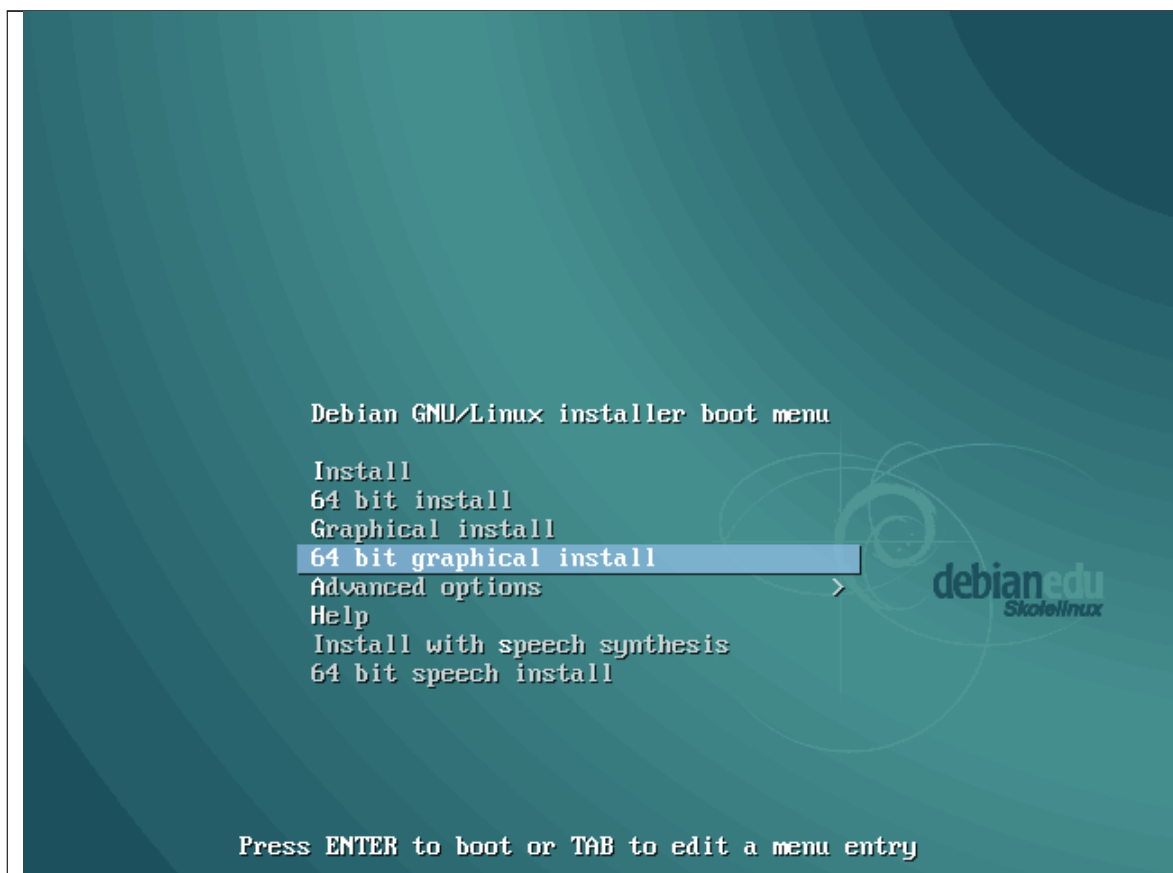 Debian GNU/Linux installer boot menu
Install
64 bit install
Graphical install
64 bit graphical install
Advanced options >
Help
Install with speech synthesis
64 bit speech install
debianedu
Skolelinux
Press ENTER to boot or TAB to edit a menu entry